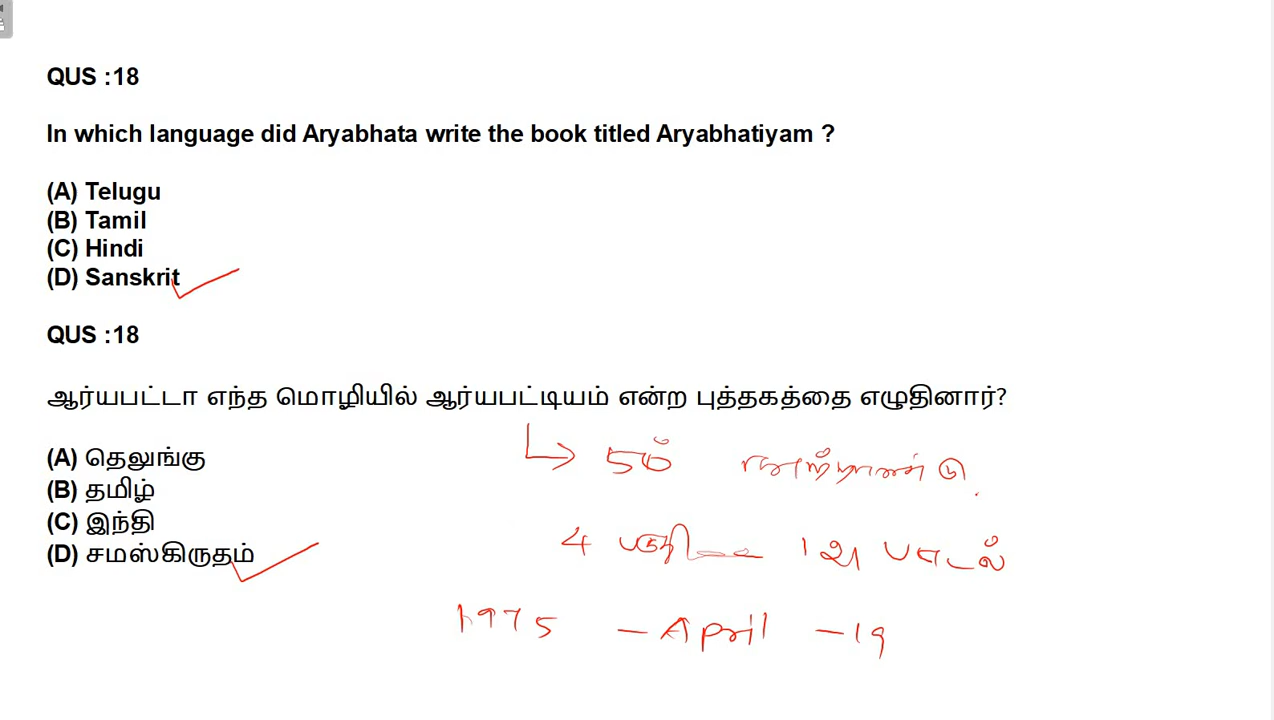 QUS :18
In which language did Aryabhata write the book titled Aryabhatiyam ?
(A) Telugu
(B) Tamil
(C) Hindi
(D) Sanskrit
QUS :18
ஆர்யபட்டா எந்த மொழியில் ஆர்யபட்டியம் என்ற புத்தகத்தை எழுதினார்?
5ம் நூற்றாண்டு
(A) தெலுங்கு
(B) தமிழ்
(C) இந்தி
4 பகுதி 121 பாடல்
(D) சமஸ்கிருதம்
1975 - April - 19